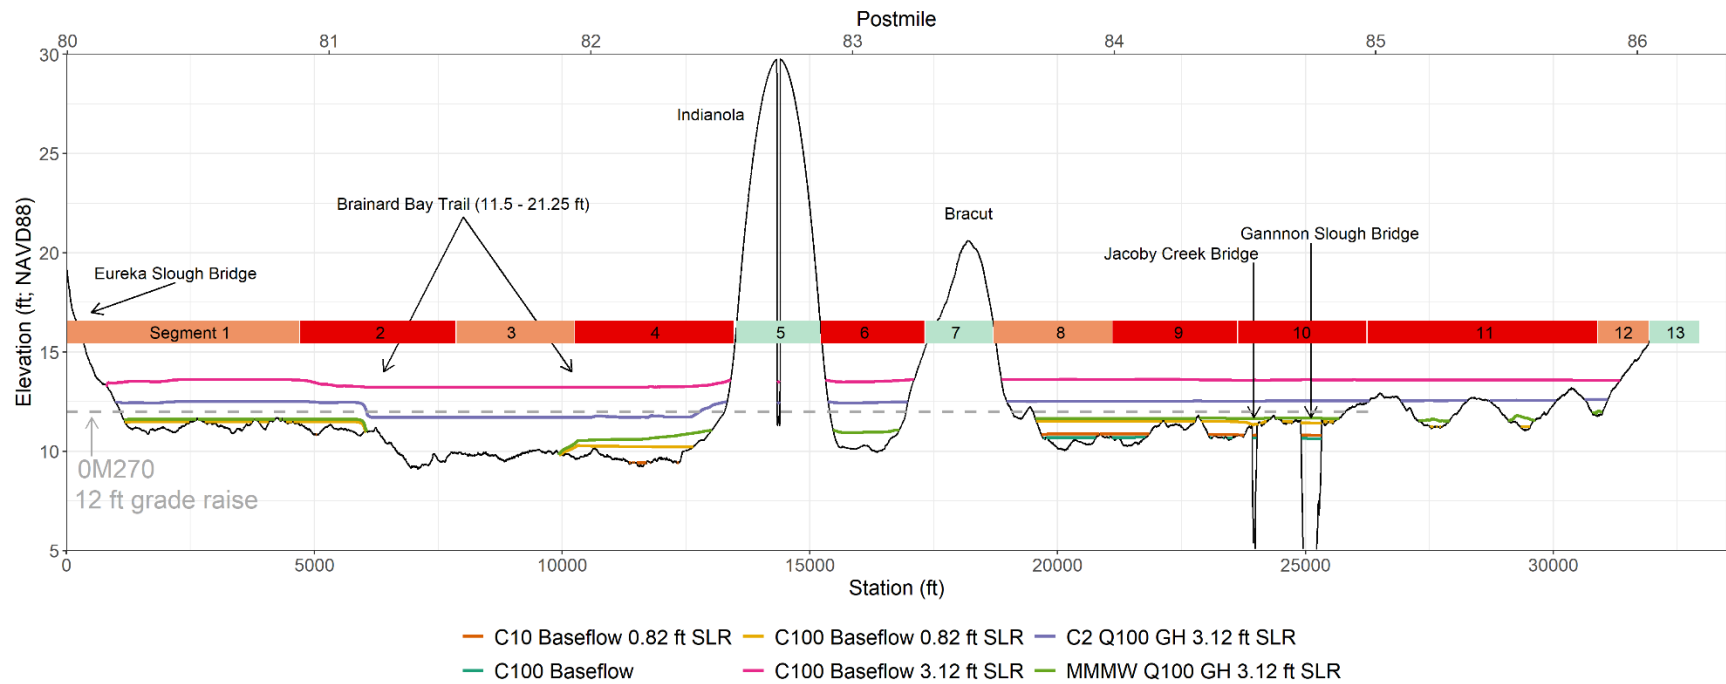 Postmile
80 81 82 83 84 85 86
30
25
20
15
10
5
Elevation (ft; NAVD88)
Indianola
Brainard Bay Trail (11.5 - 21.25 ft)
Bracut
Gannnon Slough Bridge
Jacoby Creek Bridge
Eureka Slough Bridge
Segment 1 2 3 4 5 6 7 8 9 10 11 12 13
0M270
12 ft grade raise
0 5000 10000 15000 20000 25000 30000
Station (ft)
C10 Baseflow 0.82 ft SLR C100 Baseflow 0.82 ft SLR C2 Q100 GH 3.12 ft SLR
C100 Baseflow C100 Baseflow 3.12 ft SLR MMMW Q100 GH 3.12 ft SLR